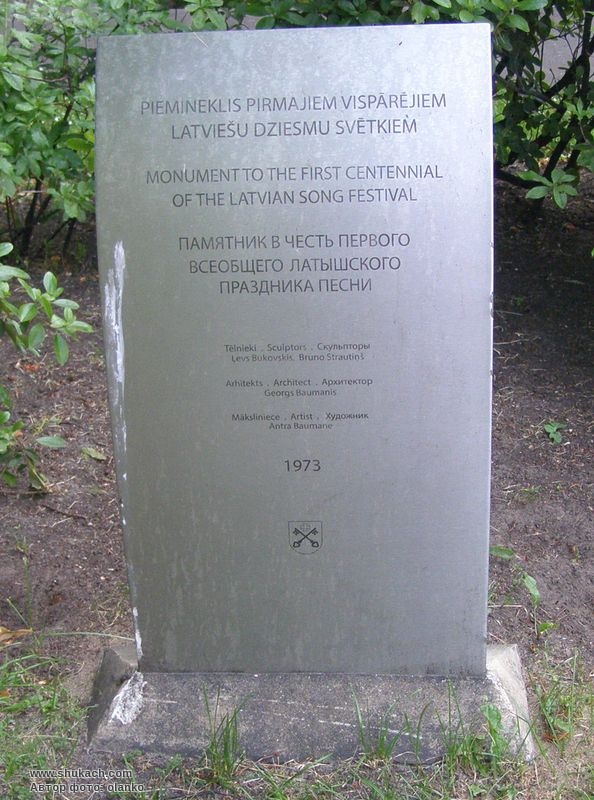 PIEMINEKLIS PIRMAJIEM VISPĀRĒJIEM
LATVIEŠU DZIESMU SVĒTKIEM
MONUMENT TO THE FIRST CENTENNIAL
OF THE LATVIAN SONG FESTIVAL
ПАМЯТНИК В ЧЕСТЬ ПЕРВОГО
ВСЕОБЩЕГО ЛАТЫШСКОГО
ПРАЗДНИКА ПЕСНИ
Tēlnieki . Sculptors . Скульпторы
Ļevs Bukovskis, Bruno Strautiņš
Arhitekts . Architect . Архитектор
Georgs Baumanis
Māksliniece . Artist . Художник
Antra Baumane
1973
www.shukach.com
Автор фото: olanko